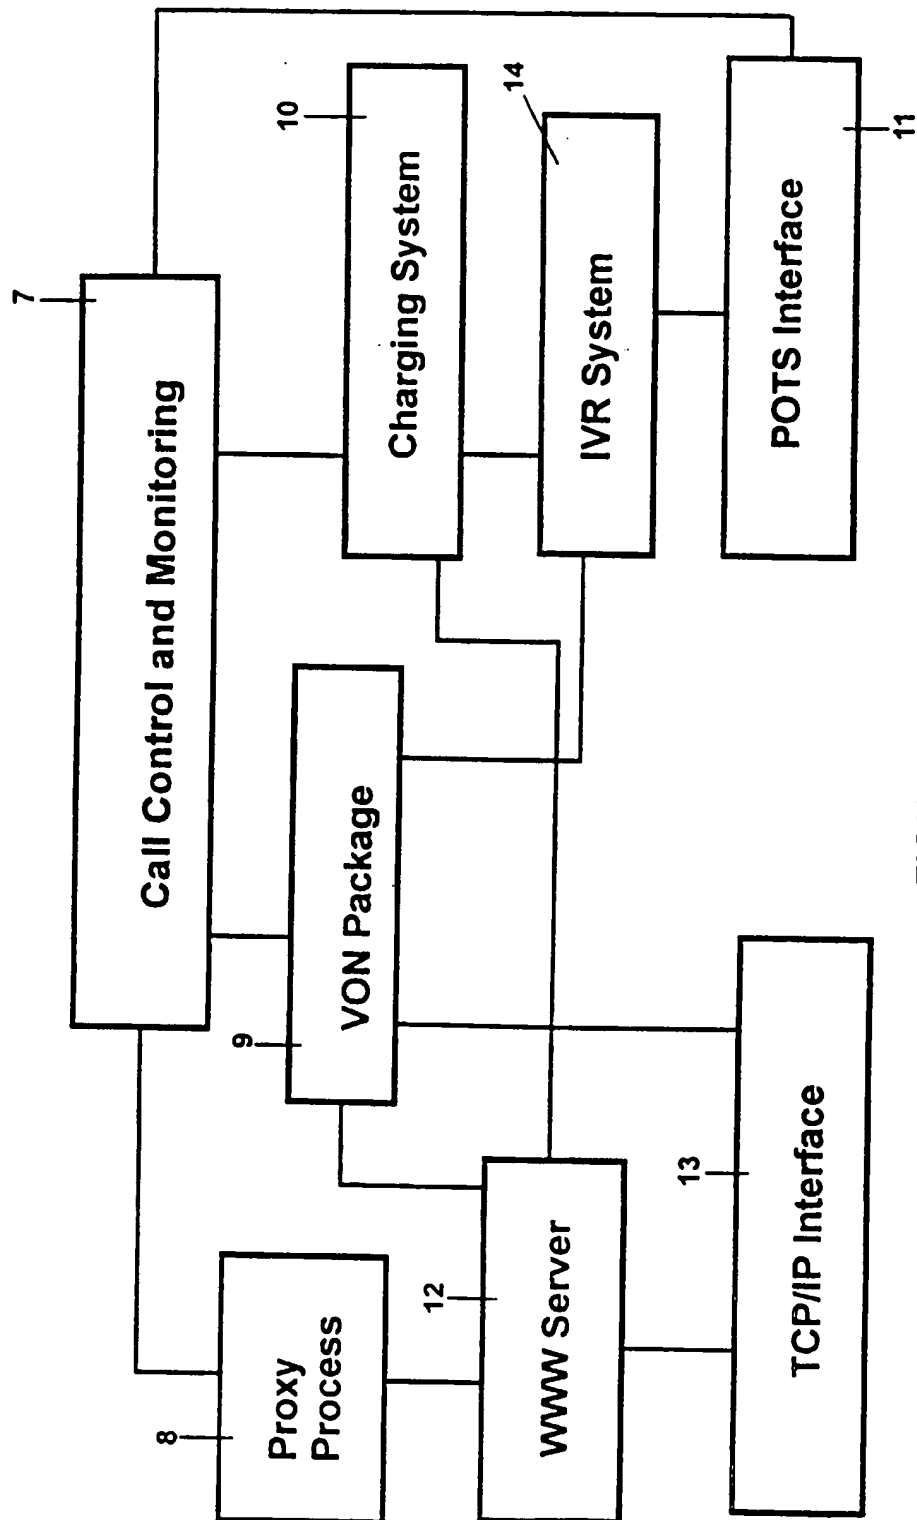 7
Call Control and Monitoring
8
Proxy
Process
9
VON Package
10
Charging System
12
WWW Server
14
IVR System
13
TCP/IP Interface
POTS Interface
11